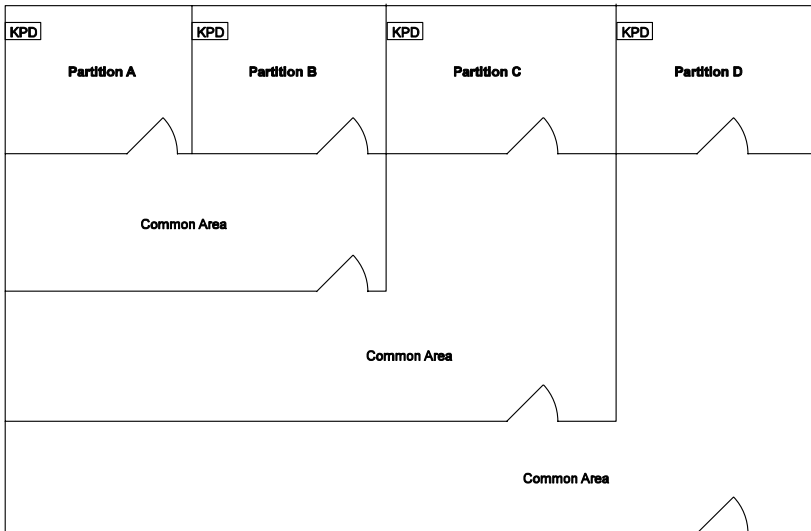 KPD
KPD
KPD
KPD
Partition A
Partition B
Partition C
Partition D
Common Area
Common Area
Common Area